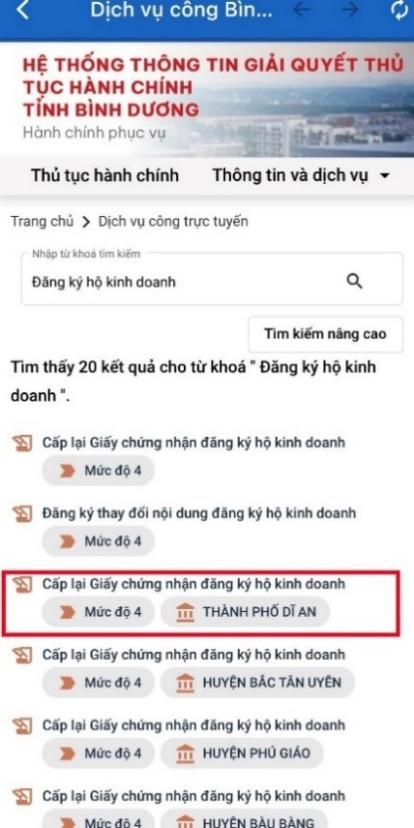 Dịch vụ công Bìn...
HỆ THỐNG THÔNG TIN GIẢI QUYẾT THỦ
TỤC HÀNH CHÍNH
TỈNH BÌNH DƯƠNG
Hành chính phục vụ
Thủ tục hành chính Thông tin và dịch vụ
Trang chủ > Dịch vụ công trực tuyến
Nhập từ khoá tìm kiếm
Đăng ký hộ kinh doanh
Tìm kiếm nâng cao
Tìm thấy 20 kết quả cho từ khoá " Đăng ký hộ kinh
doanh ".
Cấp lại Giấy chứng nhận đăng ký hộ kinh doanh
Mức độ 4
Đăng ký thay đổi nội dung đăng ký hộ kinh doanh
Mức độ 4
Cấp lại Giấy chứng nhận đăng ký hộ kinh doanh
Mức độ 4 THÀNH PHỐ DĨ AN
Cấp lại Giấy chứng nhận đăng ký hộ kinh doanh
Mức độ 4 HUYỆN BẮC TÂN UYÊN
Cấp lại Giấy chứng nhận đăng ký hộ kinh doanh
Mức độ 4 HUYỆN PHÚ GIÁO
Cấp lại Giấy chứng nhận đăng ký hộ kinh doanh
Mức độ 4 HUYỆN BÀU BÀNG